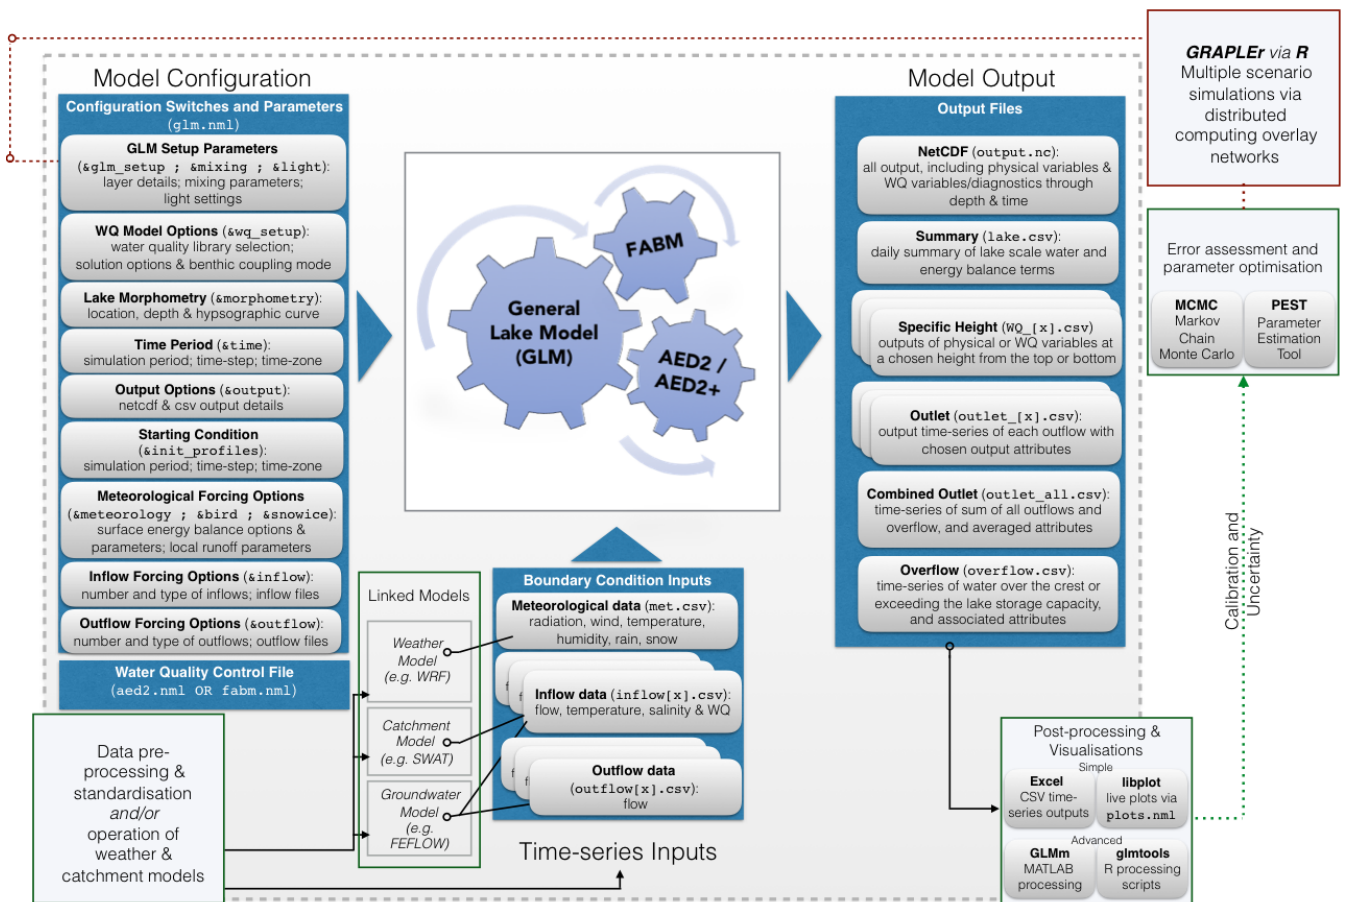 Model Configuration
Configuration Switches and Parameters
(glm.nml)
GLM Setup Parameters
(&glm_setup ; &mixing ; &light):
layer details; mixing parameters;
light settings
WQ Model Options (&wq_setup):
water quality library selection;
solution options & benthic coupling mode
Lake Morphometry (&morphometry):
location, depth & hypsographic curve
Time Period (&time):
simulation period; time-step; time-zone
Output Options (&output):
netcdf & csv output details
Starting Condition
(&init_profiles):
simulation period; time-step; time-zone
Meteorological Forcing Options
(&meteorology ; &bird ; &snowice):
surface energy balance options &
parameters; local runoff parameters
Inflow Forcing Options (&inflow):
number and type of inflows; inflow files
Outflow Forcing Options (&outflow):
number and type of outflows; outflow files
Water Quality Control File
(aed2.nml OR fabm.nml)
Data pre-
processing &
standardisation
and/or
operation of
weather &
catchment models
General
Lake Model
(GLM)
FABM
AED2 /
AED2+
Linked Models
Weather
Model
(e.g. WRF)
Catchment
Model
(e.g. SWAT)
Groundwater
Model
(e.g.
FEFLOW)
Boundary Condition Inputs
Meteorological data (met.csv):
radiation, wind, temperature,
humidity, rain, snow
f
f
Inflow data (inflow[x].csv):
flow, temperature, salinity & WQ
f
f
Outflow data
(outflow[x].csv):
flow
Time-series Inputs
Model Output
Output Files
NetCDF (output.nc):
all output, including physical variables &
WQ variables/diagnostics through
depth & time
Summary (lake.csv):
daily summary of lake scale water and
energy balance terms
Specific Height (WQ_[x].csv)
outputs of physical or WQ variables at
a chosen height from the top or bottom
Outlet (outlet_[x].csv):
output time-series of each outflow with
chosen output attributes
Combined Outlet (outlet_all.csv):
time-series of sum of all outflows and
overflow, and averaged attributes
Overflow (overflow.csv):
time-series of water over the crest or
exceeding the lake storage capacity,
and associated attributes
GRAPLEr via R
Multiple scenario
simulations via
distributed
computing overlay
networks
Error assessment and
parameter optimisation
MCMC
Markov
Chain
Monte Carlo
PEST
Parameter
Estimation
Tool
Calibration and
Uncertainty
Post-processing &
Visualisations
Simple
Excel
CSV time-
series outputs
libplot
live plots via
plots.nml
Advanced
GLMm
MATLAB
processing
glmtools
R processing
scripts